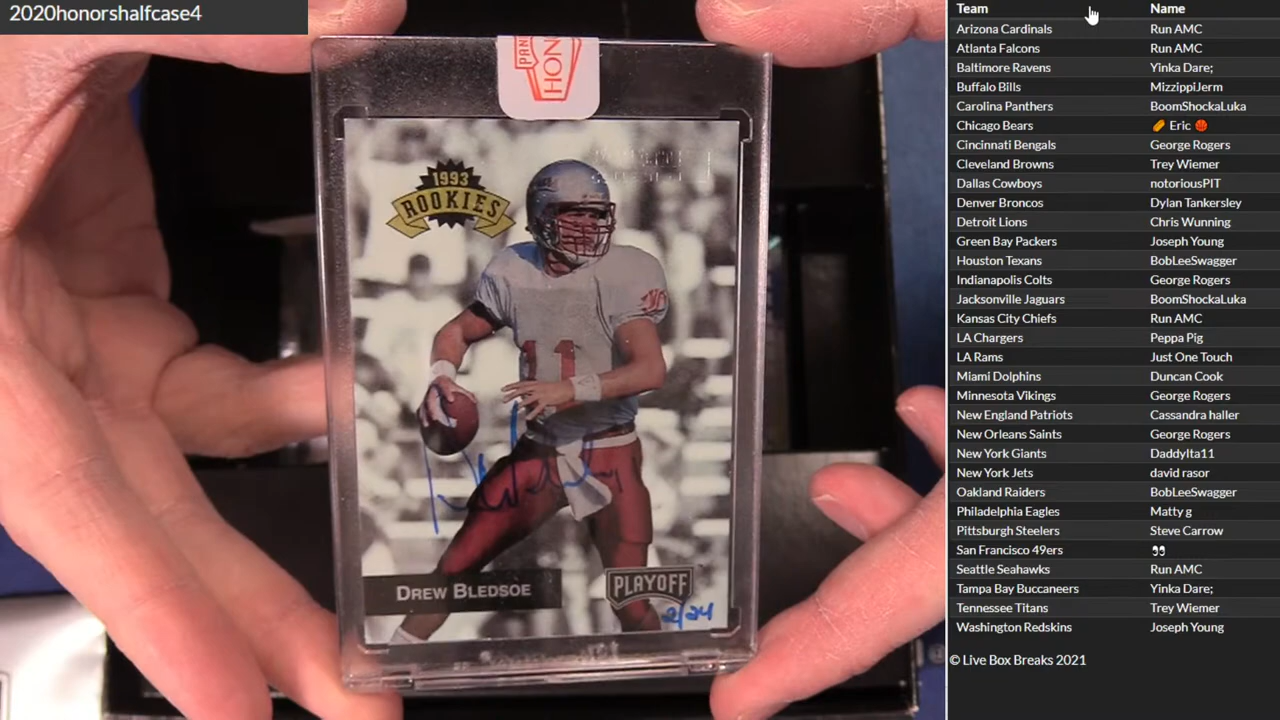 2020honorshalfcase4
PANI
HON
1993
ROOKIES
11
DREW BLEDSOE
PLAYOFF
2/24
Team Name
Arizona Cardinals Run AMC
Atlanta Falcons Run AMC
Baltimore Ravens Yinka Dare;
Buffalo Bills MizzippiJerm
Carolina Panthers BoomShockaLuka
Chicago Bears 🌭 Eric 🏀
Cincinnati Bengals George Rogers
Cleveland Browns Trey Wiemer
Dallas Cowboys notoriousPIT
Denver Broncos Dylan Tankersley
Detroit Lions Chris Wunning
Green Bay Packers Joseph Young
Houston Texans BobLeeSwagger
Indianapolis Colts George Rogers
Jacksonville Jaguars BoomShockaLuka
Kansas City Chiefs Run AMC
LA Chargers Peppa Pig
LA Rams Just One Touch
Miami Dolphins Duncan Cook
Minnesota Vikings George Rogers
New England Patriots Cassandra haller
New Orleans Saints George Rogers
New York Giants DaddyIta11
New York Jets david rasor
Oakland Raiders BobLeeSwagger
Philadelphia Eagles Matty g
Pittsburgh Steelers Steve Carrow
San Francisco 49ers 👀
Seattle Seahawks Run AMC
Tampa Bay Buccaneers Yinka Dare;
Tennessee Titans Trey Wiemer
Washington Redskins Joseph Young
© Live Box Breaks 2021